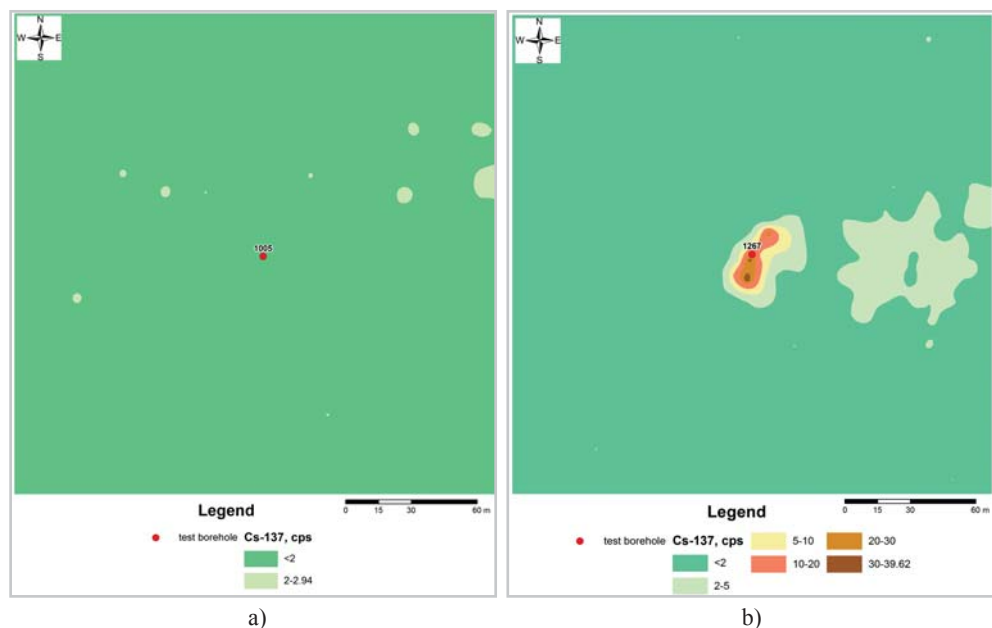 N
W E
S
1005
Legend
0 15 30 60 m
test borehole Cs-137, cps
<2
2-2.94
a)
N
W E
S
1267
Legend
0 15 30 60 m
test borehole Cs-137, cps
<2
2-5
5-10
10-20
20-30
30-39.62
b)